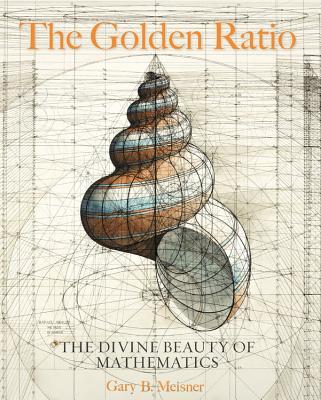 The Golden Ratio
THE DIVINE BEAUTY OF
MATHEMATICS
Gary B. Meisner